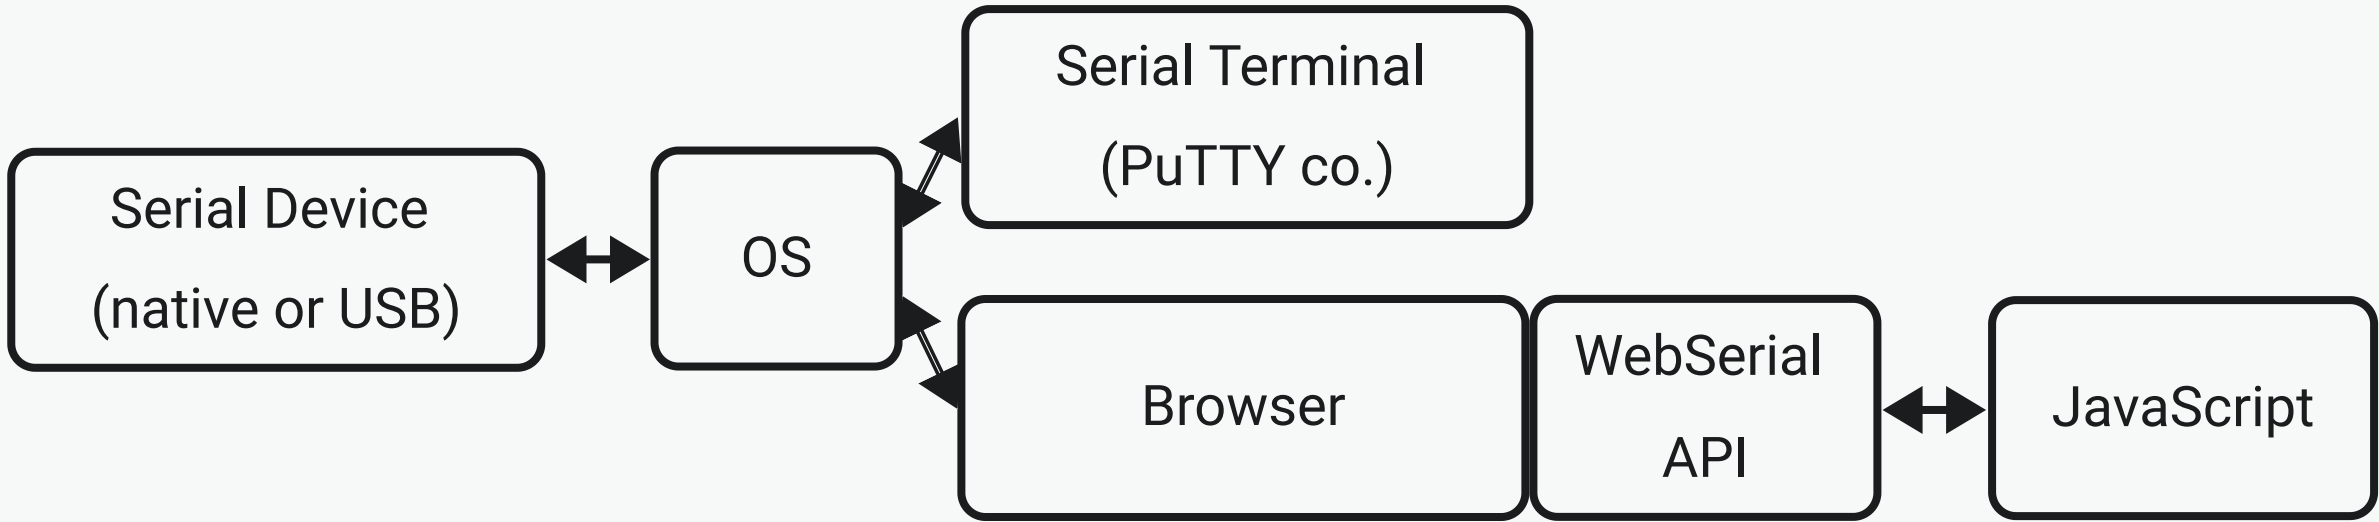 Serial Device
(native or USB)
OS
Serial Terminal
(PuTTY co.)
Browser
WebSerial
API
JavaScript